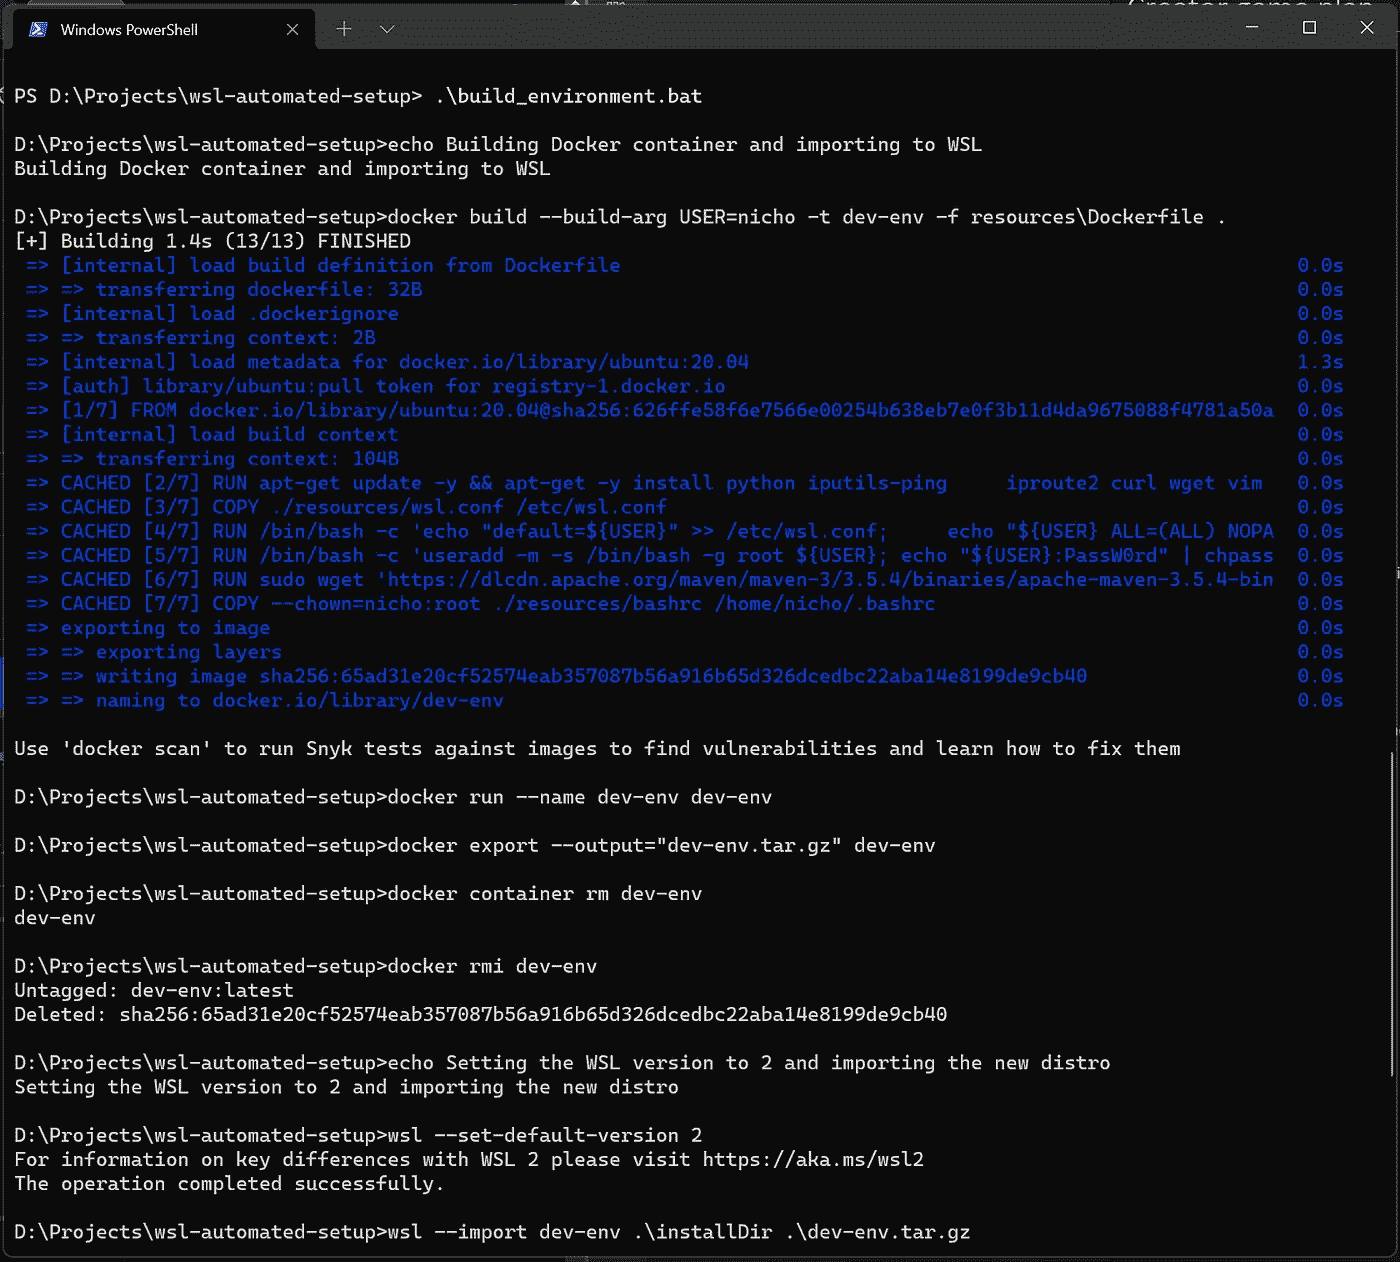 Windows PowerShell
PS D:\Projects\wsl-automated-setup> .\build_environment.bat
D:\Projects\wsl-automated-setup>echo Building Docker container and importing to WSL
Building Docker container and importing to WSL
D:\Projects\wsl-automated-setup>docker build --build-arg USER=nicho -t dev-env -f resources\Dockerfile .
[+] Building 1.4s (13/13) FINISHED
=> [internal] load build definition from Dockerfile 0.0s
=> => transferring dockerfile: 32B 0.0s
=> [internal] load .dockerignore 0.0s
=> => transferring context: 2B 0.0s
=> [internal] load metadata for docker.io/library/ubuntu:20.04 1.3s
=> [auth] library/ubuntu:pull token for registry-1.docker.io 0.0s
=> [1/7] FROM docker.io/library/ubuntu:20.04@sha256:626ffe58f6e7566e00254b638eb7e0f3b11d4da9675088f4781a50a 0.0s
=> [internal] load build context 0.0s
=> => transferring context: 104B 0.0s
=> CACHED [2/7] RUN apt-get update -y && apt-get -y install python iputils-ping     iproute2 curl wget vim 0.0s
=> CACHED [3/7] COPY ./resources/wsl.conf /etc/wsl.conf 0.0s
=> CACHED [4/7] RUN /bin/bash -c 'echo "default=${USER}" >> /etc/wsl.conf;     echo "${USER} ALL=(ALL) NOPA 0.0s
=> CACHED [5/7] RUN /bin/bash -c 'useradd -m -s /bin/bash -g root ${USER}; echo "${USER}:PassW0rd" | chpass 0.0s
=> CACHED [6/7] RUN sudo wget 'https://dlcdn.apache.org/maven/maven-3/3.5.4/binaries/apache-maven-3.5.4-bin 0.0s
=> CACHED [7/7] COPY --chown=nicho:root ./resources/bashrc /home/nicho/.bashrc 0.0s
=> exporting to image 0.0s
=> => exporting layers 0.0s
=> => writing image sha256:65ad31e20cf52574eab357087b56a916b65d326dcedbc22aba14e8199de9cb40 0.0s
=> => naming to docker.io/library/dev-env 0.0s
Use 'docker scan' to run Snyk tests against images to find vulnerabilities and learn how to fix them
D:\Projects\wsl-automated-setup>docker run --name dev-env dev-env
D:\Projects\wsl-automated-setup>docker export --output="dev-env.tar.gz" dev-env
D:\Projects\wsl-automated-setup>docker container rm dev-env
dev-env
D:\Projects\wsl-automated-setup>docker rmi dev-env
Untagged: dev-env:latest
Deleted: sha256:65ad31e20cf52574eab357087b56a916b65d326dcedbc22aba14e8199de9cb40
D:\Projects\wsl-automated-setup>echo Setting the WSL version to 2 and importing the new distro
Setting the WSL version to 2 and importing the new distro
D:\Projects\wsl-automated-setup>wsl --set-default-version 2
For information on key differences with WSL 2 please visit https://aka.ms/wsl2
The operation completed successfully.
D:\Projects\wsl-automated-setup>wsl --import dev-env .\installDir .\dev-env.tar.gz